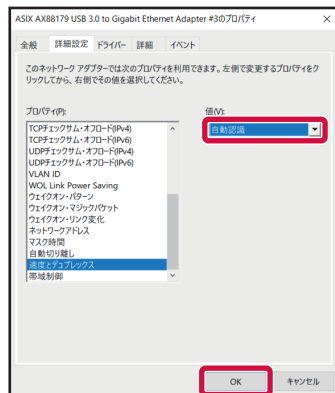 ASIX AX88179 USB 3.0 to Gigabit Ethernet Adapter #3のプロパティ
全般 詳細設定 ドライバー 詳細 イベント
このネットワーク アダプターでは次のプロパティを利用できます。左側で変更するプロパティをク
リックしてから、右側でその値を選択してください。
プロパティ(P):
値(V):
TCPチェックサム・オフロード(IPv4)
TCPチェックサム・オフロード(IPv6)
UDPチェックサム・オフロード(IPv4)
UDPチェックサム・オフロード(IPv6)
VLAN ID
WOL Link Power Saving
ウェイクオン・パターン
ウェイクオン・マジックパケット
ウェイクオン・リンク変化
ネットワークアドレス
マスク時間
自動切り離し
速度とデュプレックス
帯域制御
自動認識
OK キャンセル